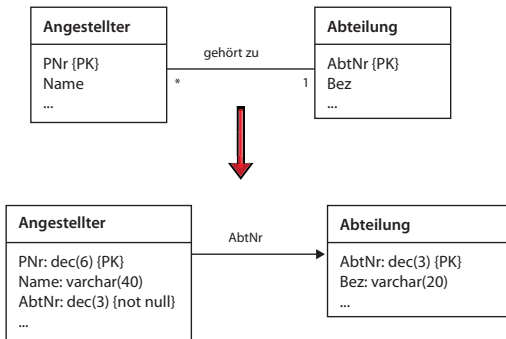 Angestellter
PNr {PK}
Name
...
gehört zu
*
1
Abteilung
AbtNr {PK}
Bez
...
Angestellter
PNr: dec(6) {PK}
Name: varchar(40)
AbtNr: dec(3) {not null}
...
AbtNr
Abteilung
AbtNr: dec(3) {PK}
Bez: varchar(20)
...